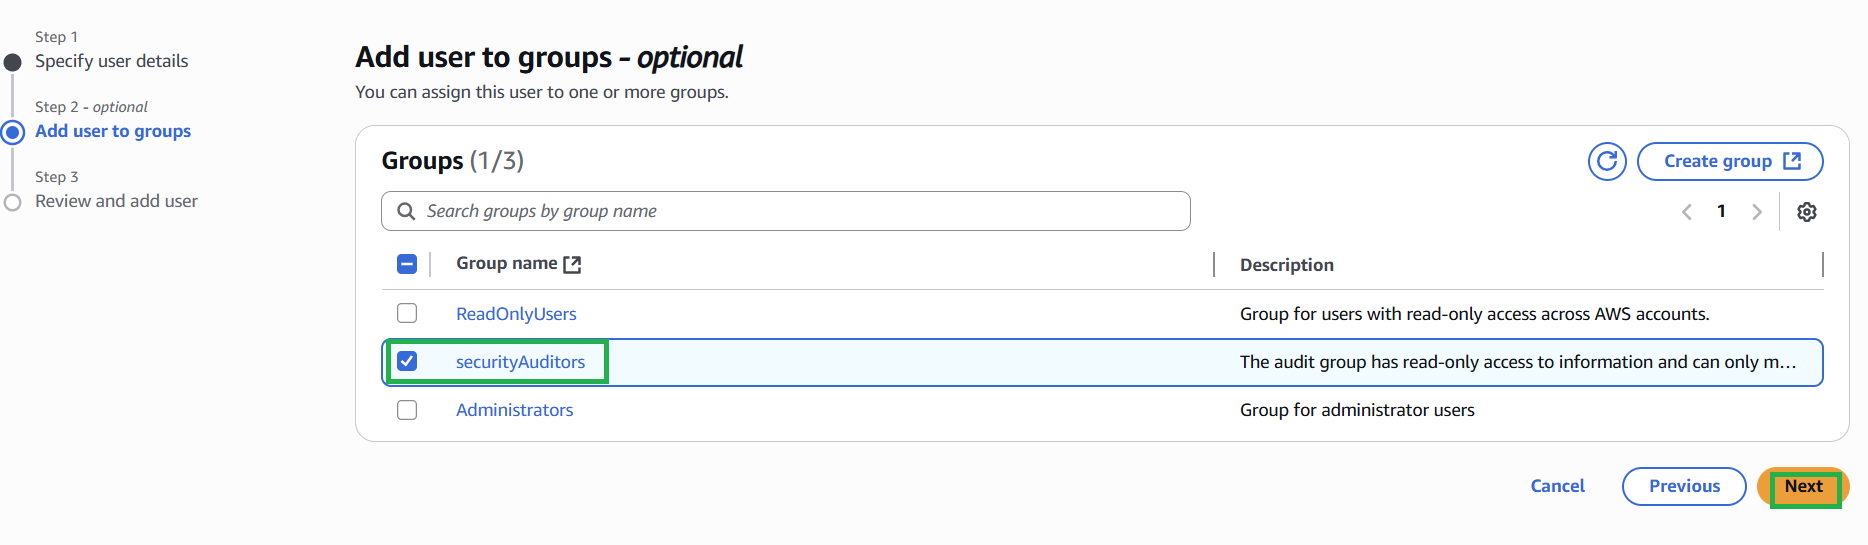 Step 1
Specify user details
Step 2 - optional
Add user to groups
Step 3
Review and add user
Add user to groups - optional
You can assign this user to one or more groups.
Groups (1/3)
Create group
Search groups by group name
1
Group name
Description
ReadOnlyUsers
Group for users with read-only access across AWS accounts.
securityAuditors
The audit group has read-only access to information and can only m...
Administrators
Group for administrator users
Cancel
Previous
Next